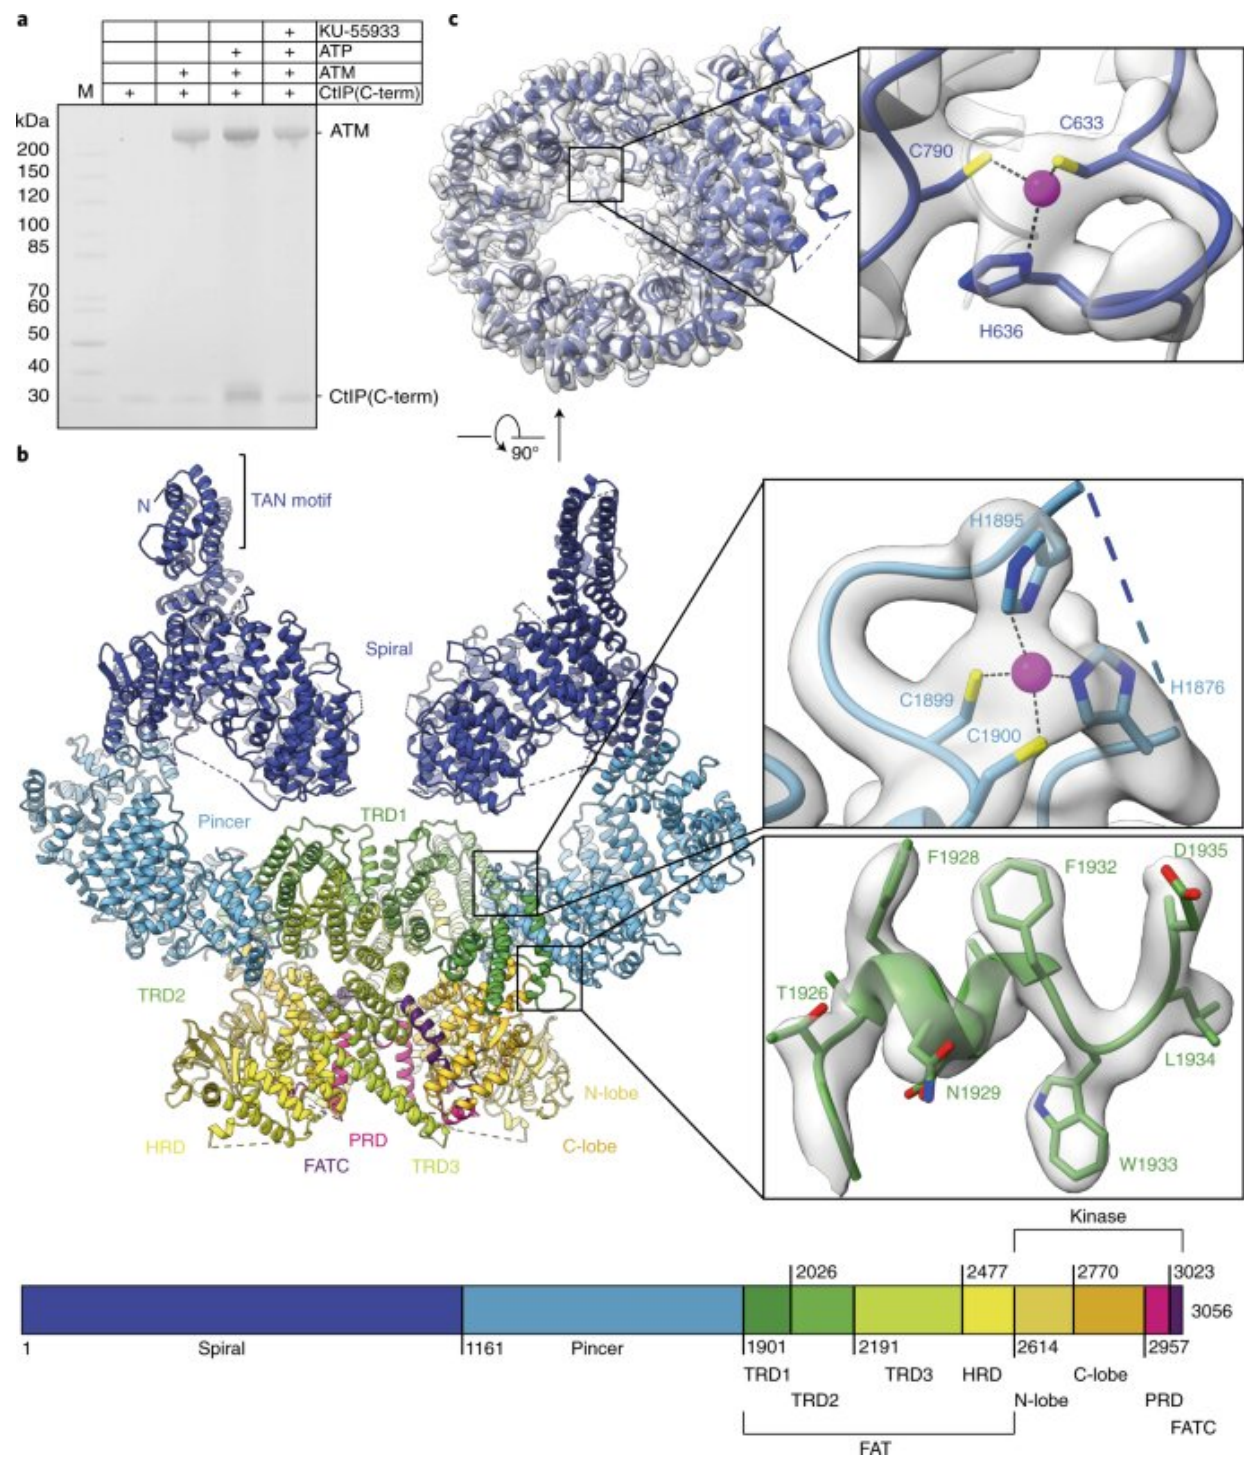 a
KU-55933
+
ATP
+ +
ATM
+ + +
M
CtIP(C-term)
+ + + +
kDa
200
150
120
100
85
70
60
50
40
30
ATM
CtIP(C-term)
c
C790
C633
H636
90°
b
N
TAN motif
Spiral
Pincer
TRD1
TRD2
HRD
FATC
PRD
TRD3
C-lobe
N-lobe
H1895
C1899
C1900
H1876
F1928
F1932
D1935
T1926
N1929
L1934
W1933
Kinase
2026
2477
2770
3023
3056
1
Spiral
1161
Pincer
1901
2191
2614
2957
TRD1
TRD3
HRD
C-lobe
TRD2
N-lobe
PRD
FATC
FAT